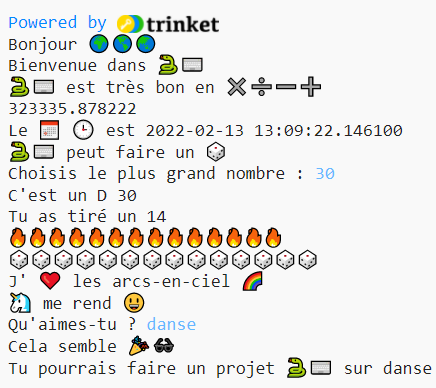 Powered by trinket
Bonjour 🌍🌍🌍
Bienvenue dans 🐍⌨️
🐍⌨️ est très bon en ✖️➗➖➕
323335.878222
Le 📅 🕒 est 2022-02-13 13:09:22.146100
🐍⌨️ peut faire un 🎲
Choisis le plus grand nombre : 30
C'est un D 30
Tu as tiré un 14
🔥🔥🔥🔥🔥🔥🔥🔥🔥🔥🔥🔥🔥🔥
🎲🎲🎲🎲🎲🎲🎲🎲🎲🎲🎲🎲🎲🎲
J' ❤️ les arcs-en-ciel 🌈
🦄 me rend 😃
Qu'aimes-tu ? danse
Cela semble 🎉🕶️
Tu pourrais faire un projet 🐍⌨️ sur danse